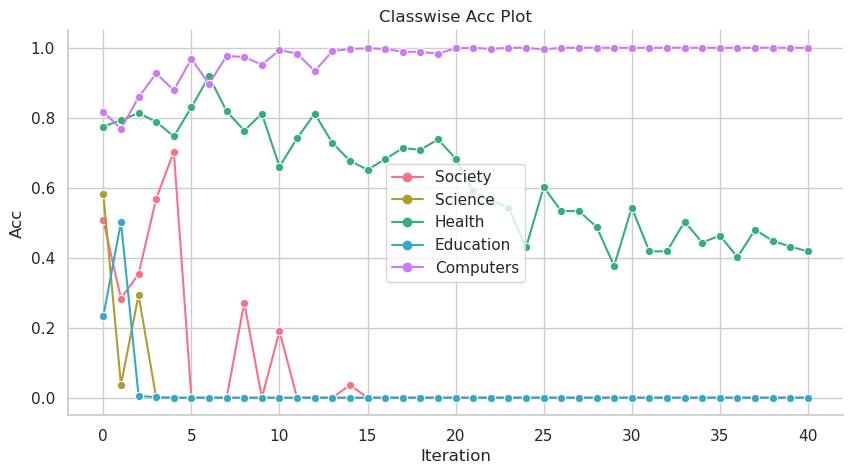 Classwise Acc Plot
Acc
1.0
0.8
0.6
0.4
0.2
0.0
Society
Science
Health
Education
Computers
0 5 10 15 20 25 30 35 40
Iteration